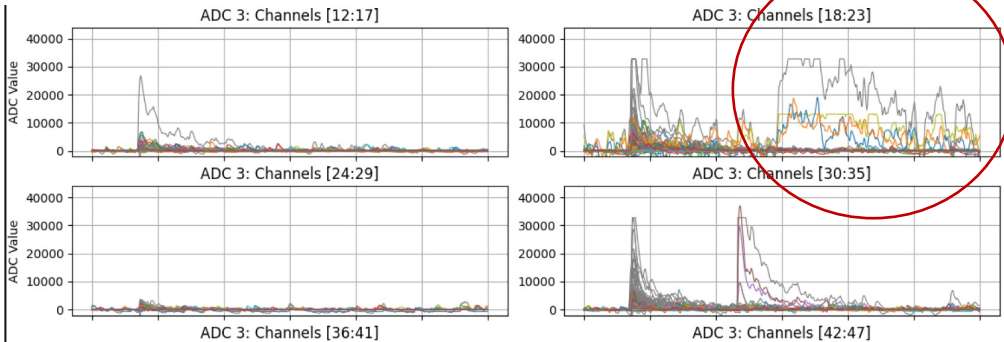 ADC 3: Channels [12:17]
ADC 3: Channels [18:23]
40000
30000
20000
10000
0
ADC Value
40000
30000
20000
10000
0
ADC 3: Channels [24:29]
ADC 3: Channels [30:35]
40000
30000
20000
10000
0
ADC Value
40000
30000
20000
10000
0
ADC 3: Channels [36:41]
ADC 3: Channels [42:47]